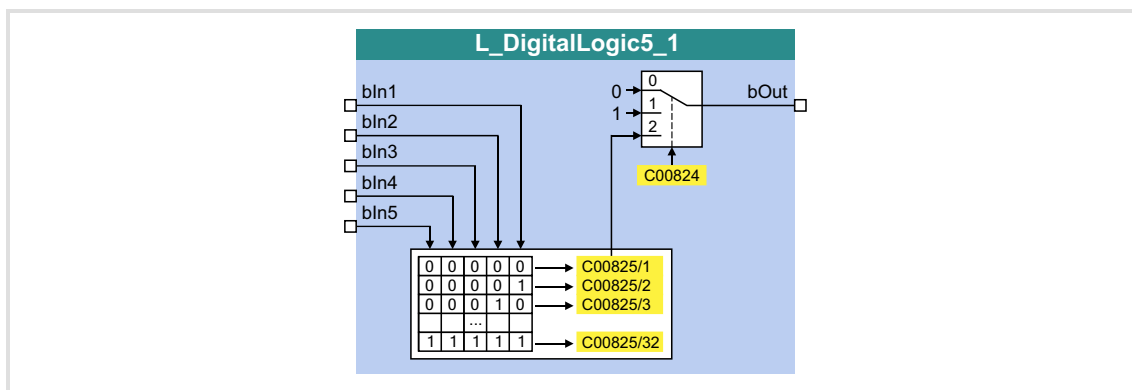 L_DigitalLogic5_1
bIn1
bIn2
bIn3
bIn4
bIn5
0
1
0
1
2
bOut
C00824
0 0 0 0 0 C00825/1
0 0 0 0 1 C00825/2
0 0 0 1 0 C00825/3
...
1 1 1 1 1 C00825/32